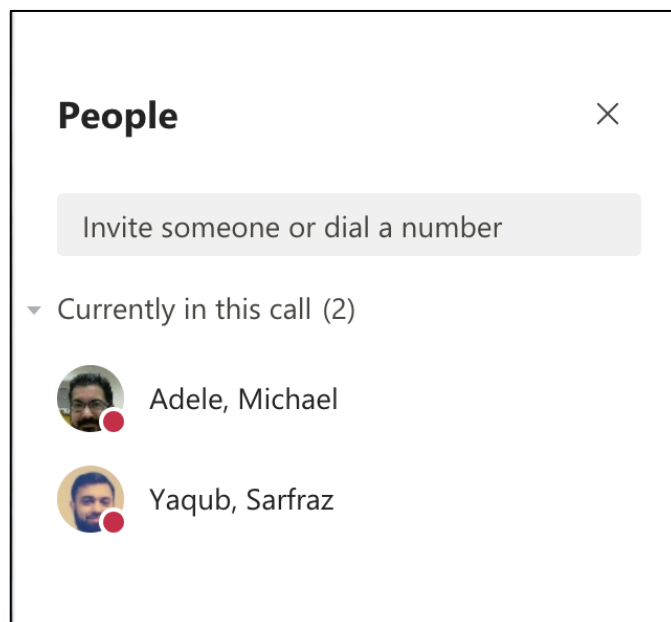 People
Invite someone or dial a number
Currently in this call (2)
Adele, Michael
Yaqub, Sarfraz